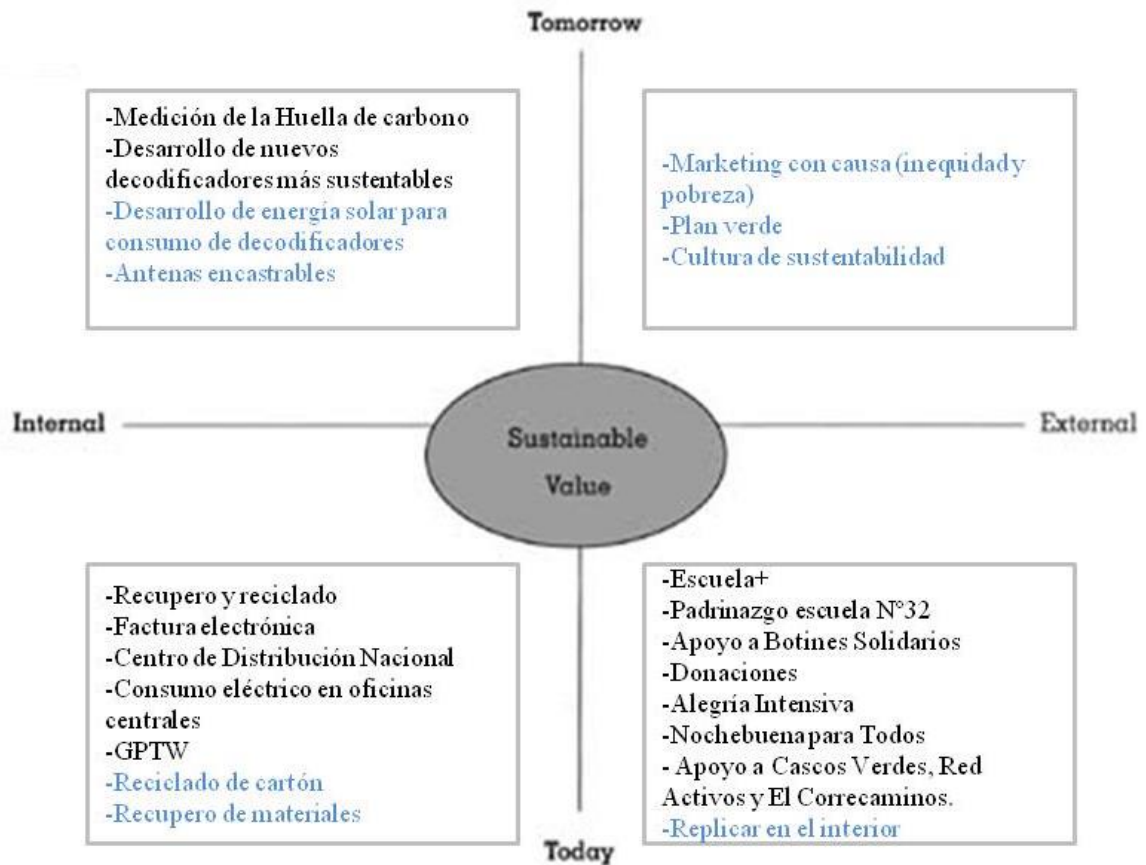 Tomorrow
-Medición de la Huella de carbono
-Desarrollo de nuevos
decodificadores más sustentables
-Desarrollo de energía solar para
consumo de decodificadores
-Antenas encastrables
-Marketing con causa (inequidad y
pobreza)
-Plan verde
-Cultura de sustentabilidad
Internal
Sustainable
Value
External
-Recupero y reciclado
-Factura electrónica
-Centro de Distribución Nacional
-Consumo eléctrico en oficinas
centrales
-GPTW
-Reciclado de cartón
-Recupero de materiales
-Escuela+
-Padrinazgo escuela N°32
-Apoyo a Botines Solidarios
-Donaciones
-Alegría Intensiva
-Nochebuena para Todos
- Apoyo a Cascos Verdes, Red
Activos y El Correcaminos.
-Replicar en el interior
Today